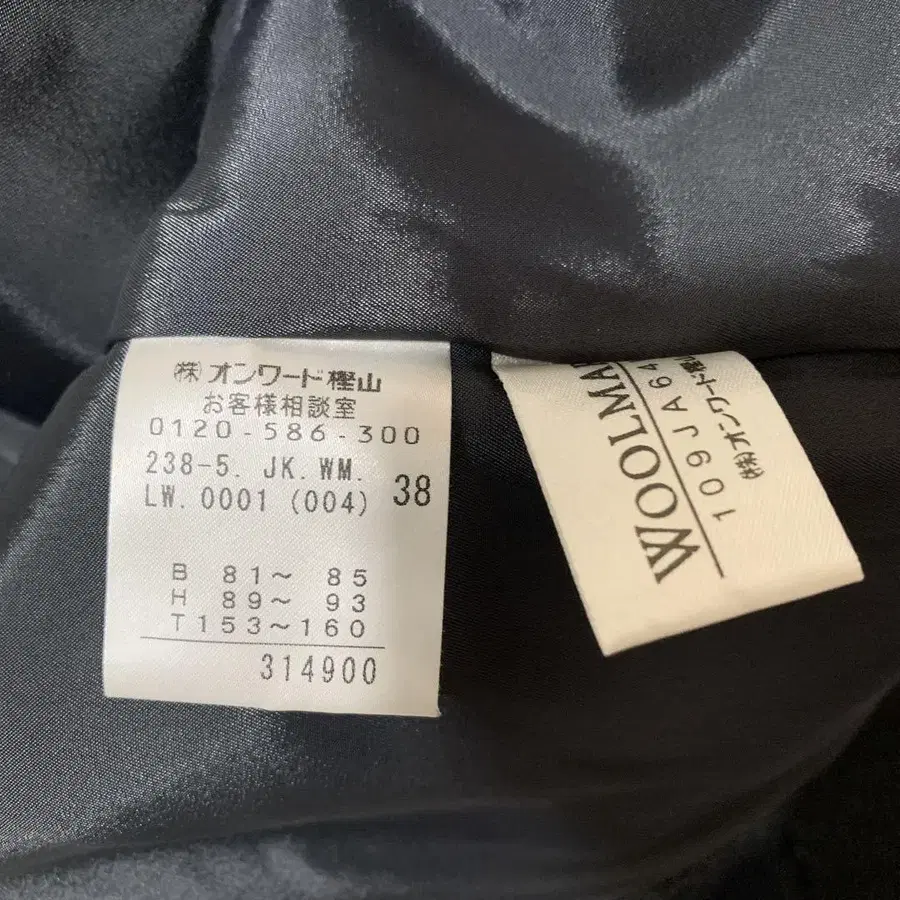 ㈱オンワード樫山
お客様相談室
0120-586-300
238-5. JK. WM.
LW. 0001 (004) 38
B 81～ 85
H 89～ 93
T153～160
314900
109JA64
㈱オンワード樫山